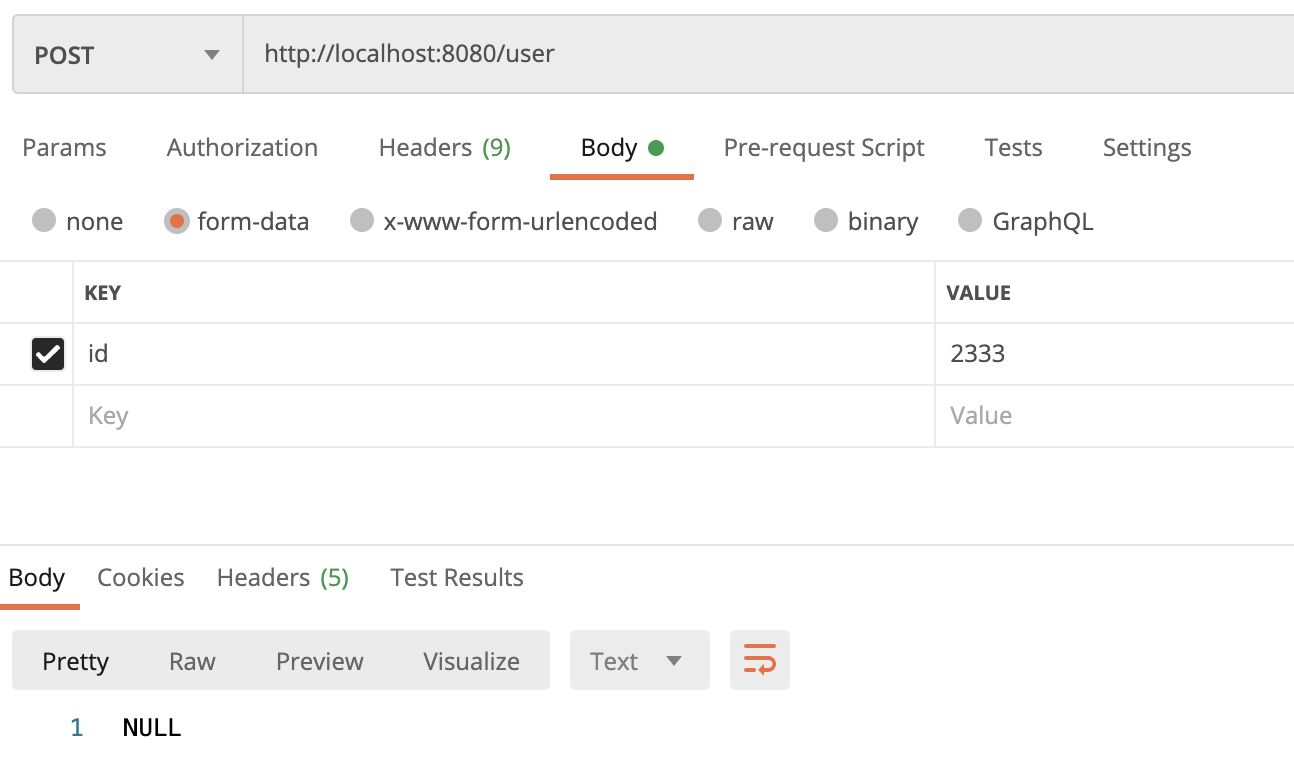 POST http://localhost:8080/user
Params Authorization Headers (9) Body Pre-request Script Tests Settings
none form-data x-www-form-urlencoded raw binary GraphQL
KEY VALUE
id 2333
Key Value
Body Cookies Headers (5) Test Results
Pretty Raw Preview Visualize Text
1 NULL